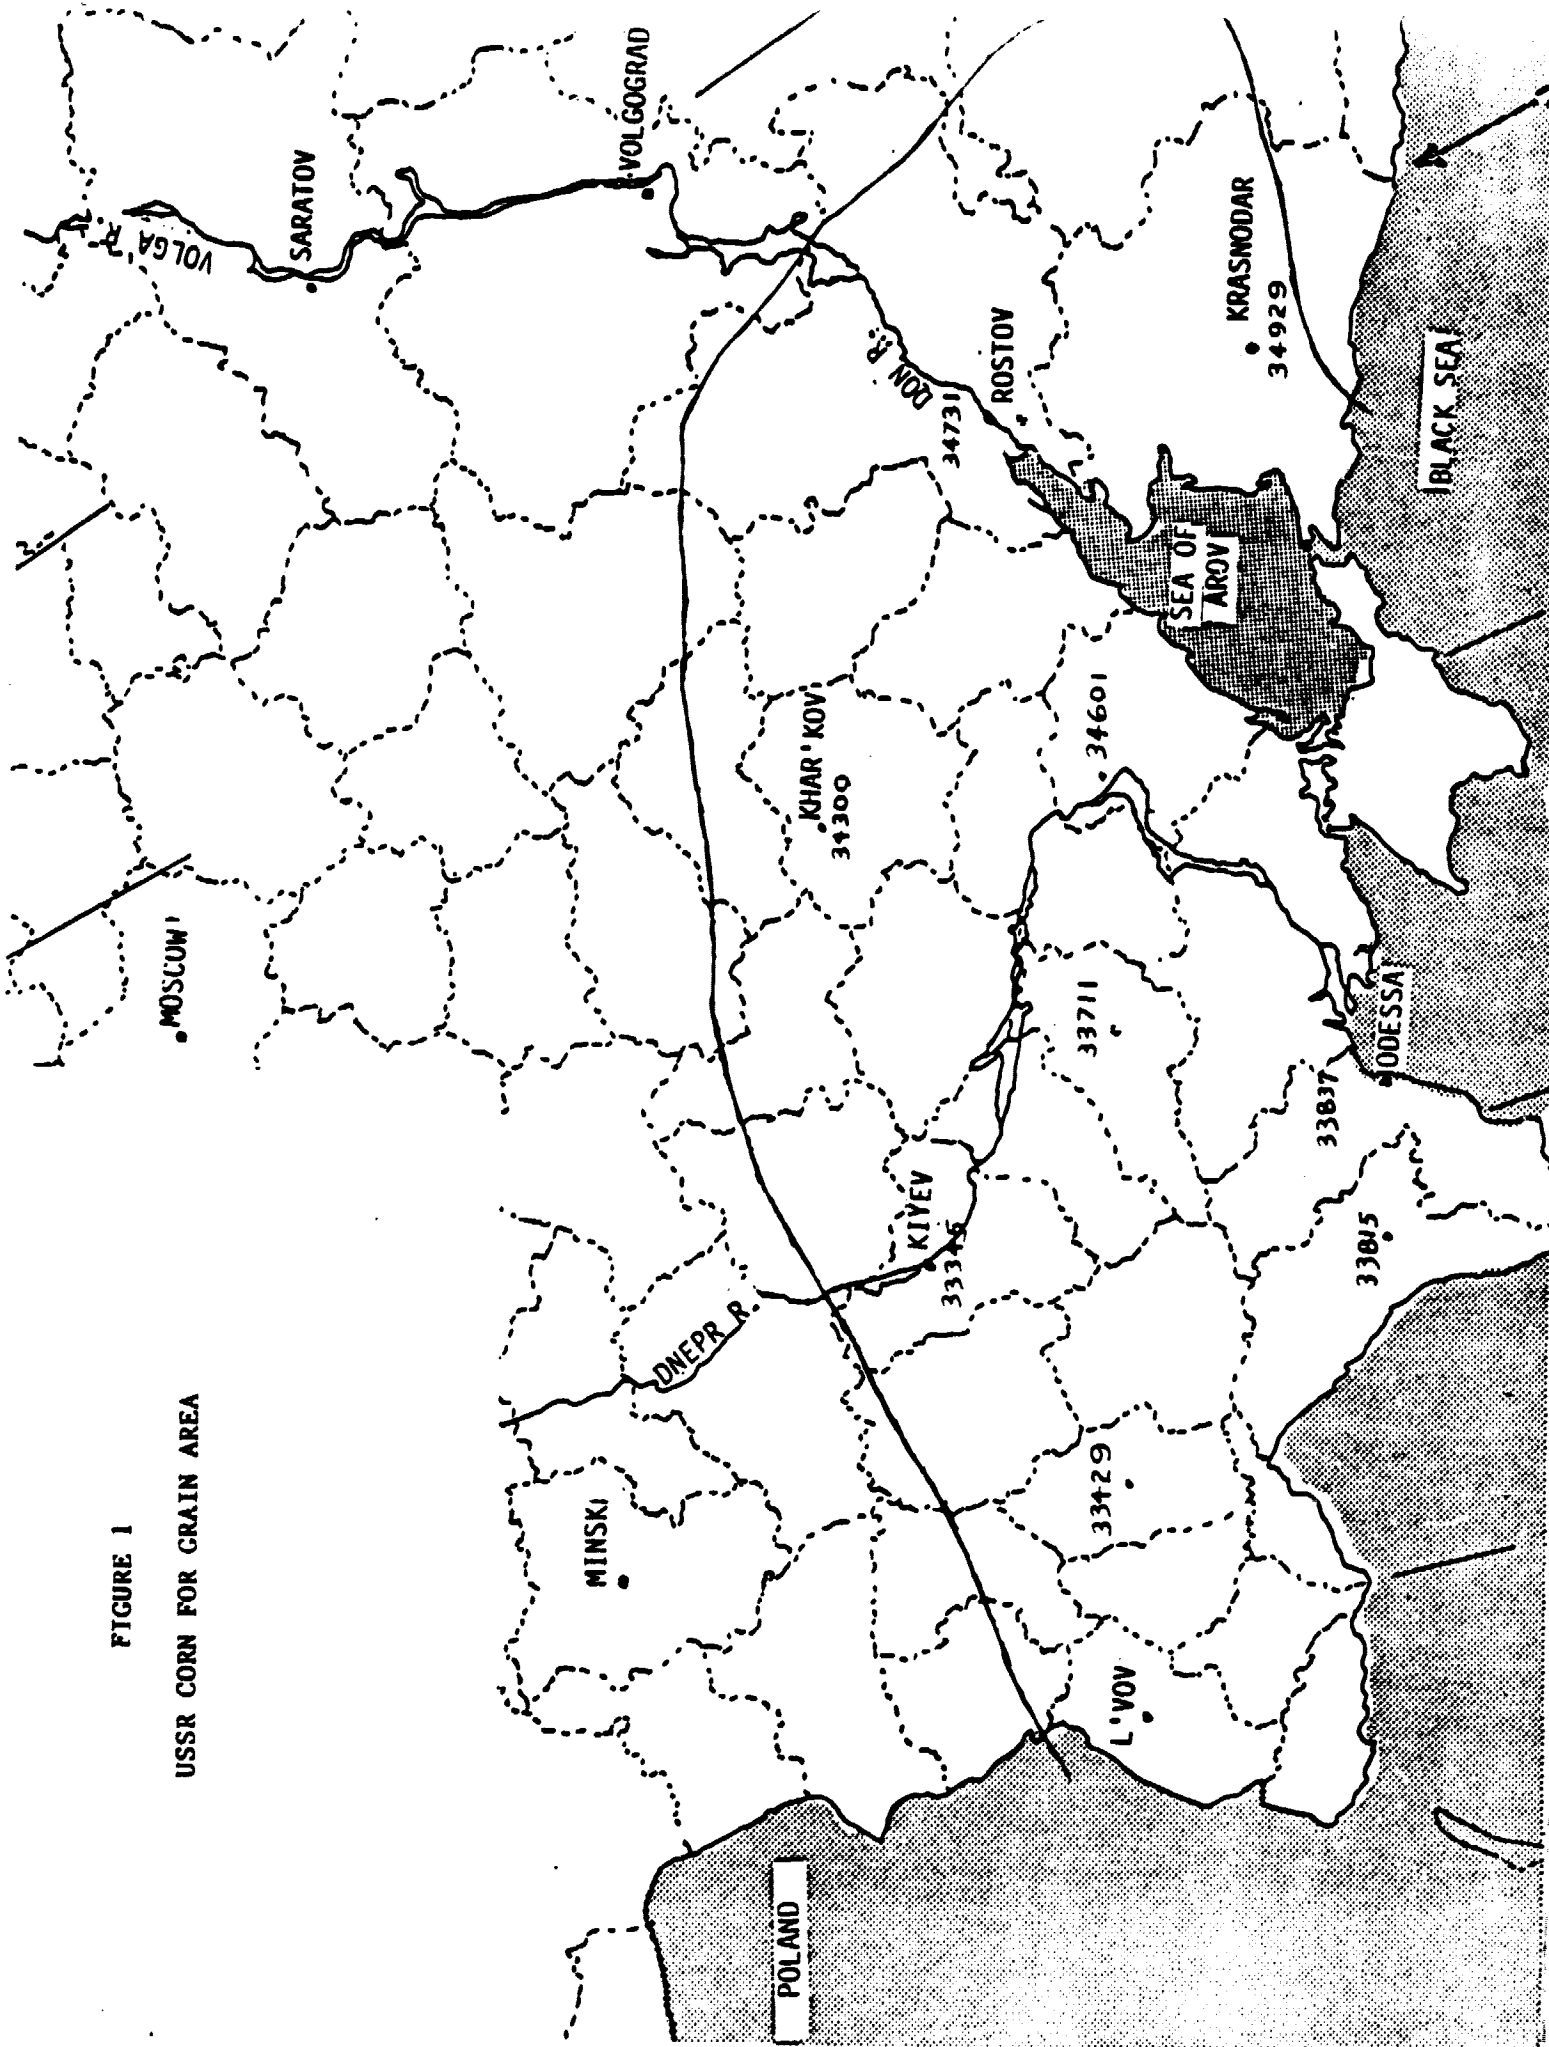 FIGURE 1
USSR CORN FOR GRAIN AREA
MOSCOW
VOLGA R.
SARATOV
VOLGOGRAD
MINSK
DNEPR R.
POLAND
KHAR'KOV
34300
DON R.
34731
ROSTOV
KIYEV
33345
L'VOV
33429
33711
34601
SEA OF
AROV
KRASNODAR
34929
33815
33837
ODESSA
BLACK SEA